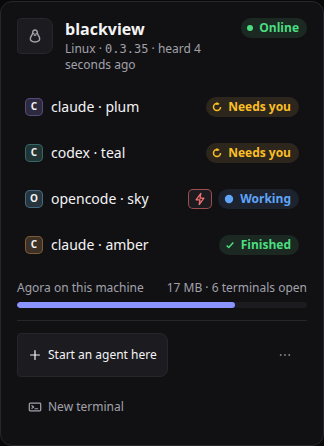 blackview
Online
Linux · 0.3.35 · heard 4
seconds ago
C claude · plum Needs you
C codex · teal Needs you
O opencode · sky Working
C claude · amber Finished
Agora on this machine 17 MB · 6 terminals open
+ Start an agent here ...
New terminal